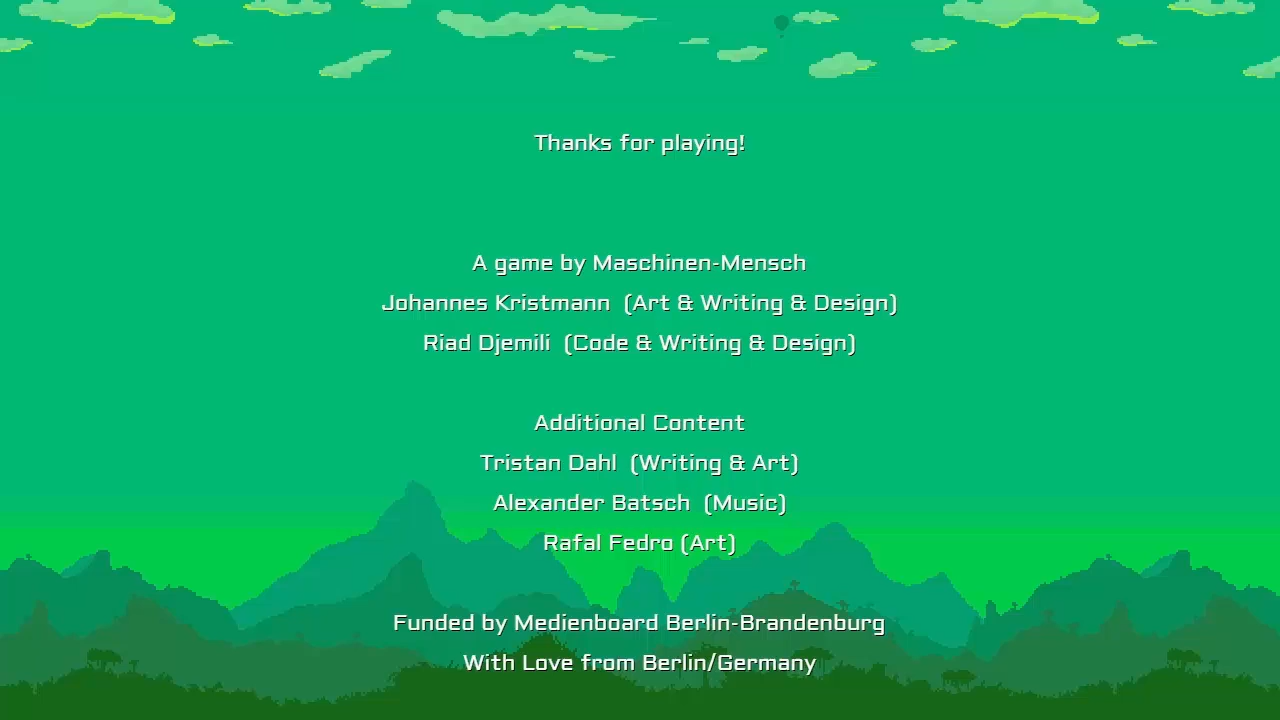 Thanks for playing!
A game by Maschinen-Mensch
Johannes Kristmann (Art & Writing & Design)
Riad Djemili (Code & Writing & Design)
Additional Content
Tristan Dahl (Writing & Art)
Alexander Batsch (Music)
Rafal Fedro (Art)
Funded by Medienboard Berlin-Brandenburg
With Love from Berlin/Germany